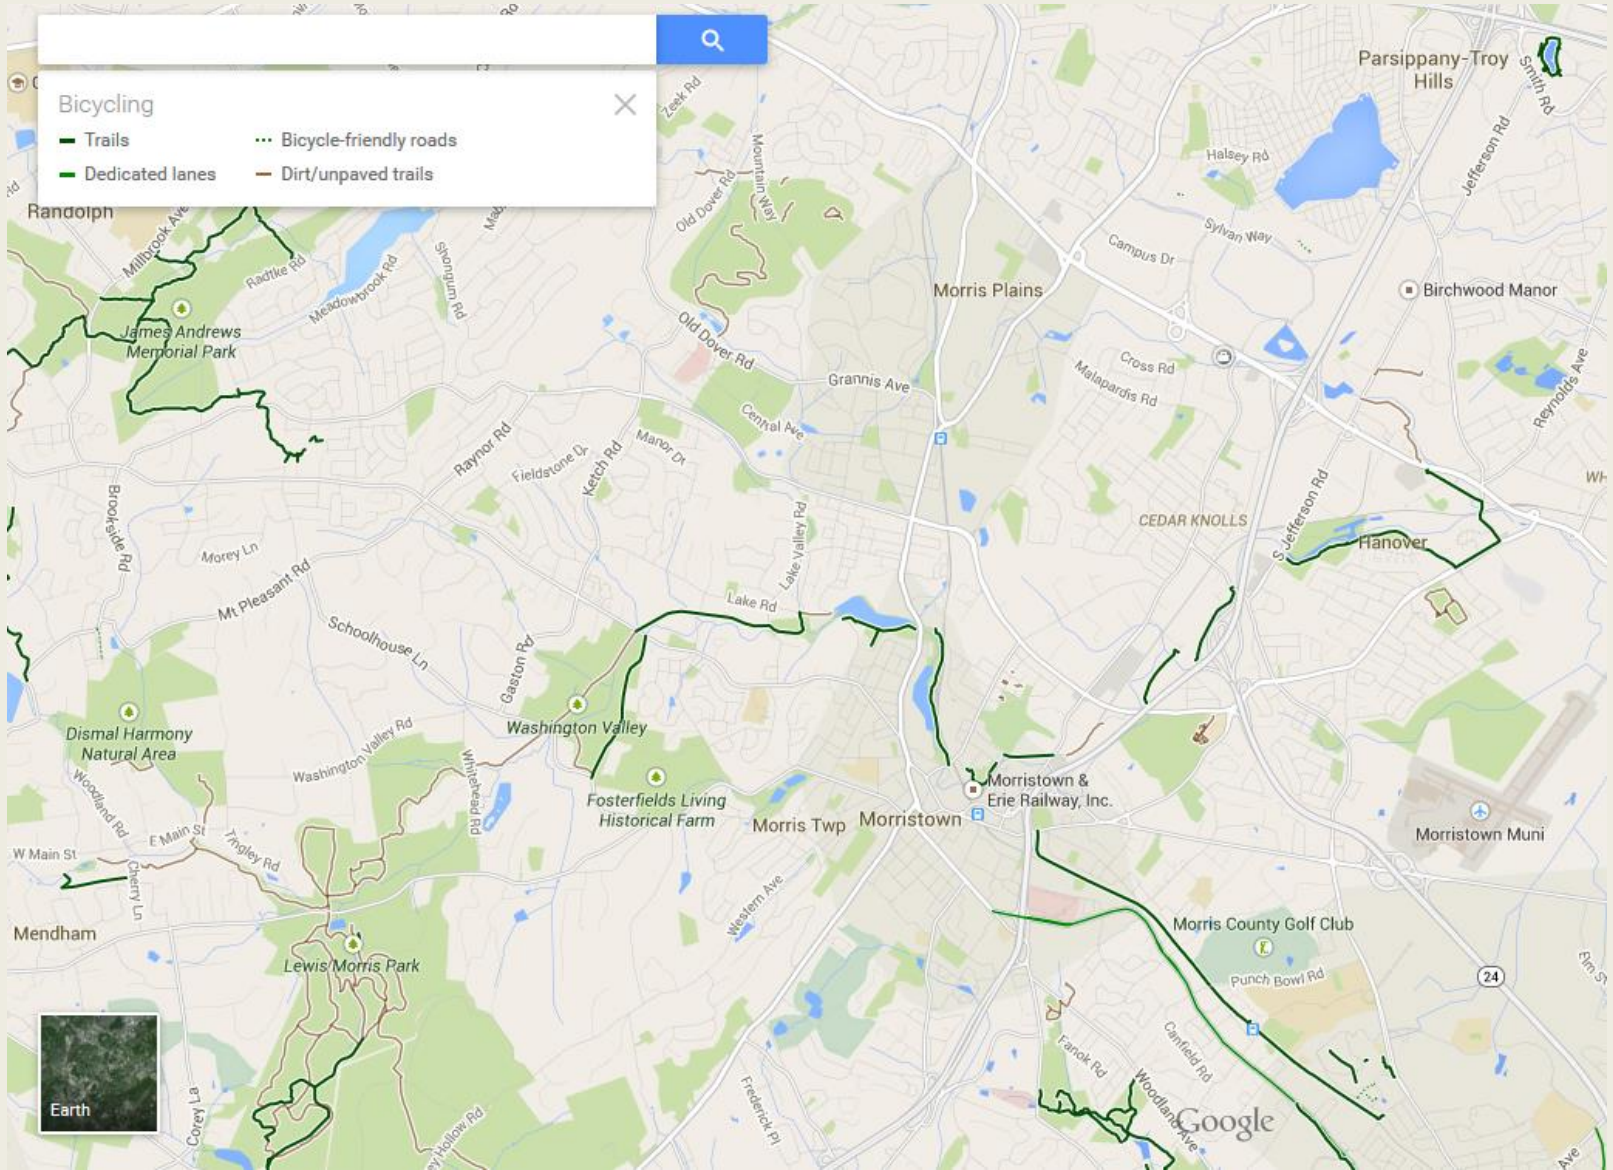 Bicycling
Trails
Bicycle-friendly roads
Dedicated lanes
Dirt/unpaved trails
Zeek Rd
Parsippany-Troy
Hills
Smith Rd
Jefferson Rd
Halsey Rd
Mountain Way
Old Dover Rd
Randolph
Millbrook Ave
Radtke Rd
Meadowbrook Rd
Shongum Rd
Sylvan Way
Campus Dr
Morris Plains
Birchwood Manor
James Andrews
Memorial Park
Old Dover Rd
Cross Rd
Malapardis Rd
Grannis Ave
Reynolds Ave
Central Ave
Raynor Rd
Fieldstone Dr
Ketch Rd
Manor Dr
Brookside Rd
S Jefferson Rd
CEDAR KNOLLS
Hanover
Morey Ln
Lake Valley Rd
Mt Pleasant Rd
Lake Rd
Schoolhouse Ln
Gaston Rd
Dismal Harmony
Natural Area
Washington Valley
Washington Valley Rd
Whitehead Rd
Woodland Rd
Fosterfields Living
Historical Farm
Morristown &
Erie Railway, Inc.
Morris Twp
Morristown
Morristown Muni
E Main St
W Main St
Tingley Rd
Cherry Ln
Western Ave
Mendham
Lewis Morris Park
Morris County Golf Club
Punch Bowl Rd
24
Elm S
Canfield Rd
Fanok Rd
Woodland Ave
Frederick Pl
Corey La
ey Hollow Rd
Earth
Google
Ave